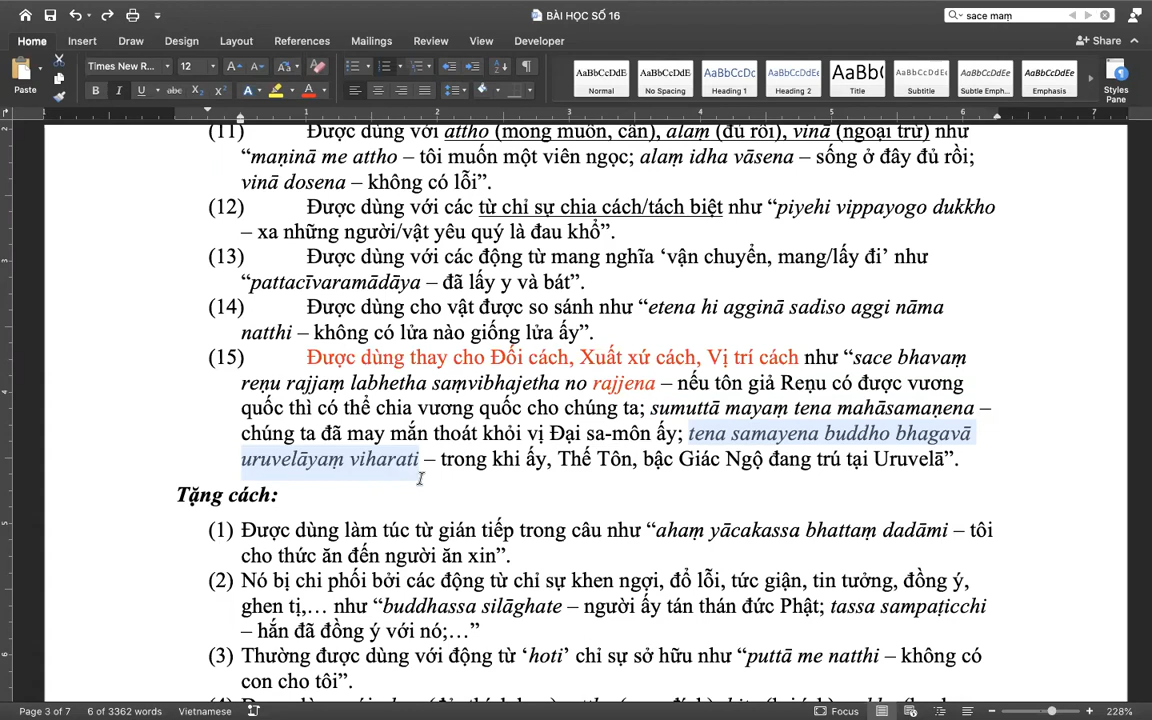 BÀI HỌC SỐ 16
sace maṃ
Home Insert Draw Design Layout References Mailings Review View Developer
Share
Paste
Times New R... 12
AaBbCcDdE AaBbCcDdE AaBbCcDc AaBbCcDdE AaBb( AaBbCcDdE AaBbCcDdEe AaBbCcDdEe
Normal No Spacing Heading 1 Heading 2 Title Subtitle Subtle Emph... Emphasis
Styles Pane
(11) Được dùng với attho (mong muốn, cần), alaṃ (đủ rồi), vinā (ngoại trừ) như
“maṇinā me attho – tôi muốn một viên ngọc; alaṃ idha vāsena – sống ở đây đủ rồi;
vinā dosena – không có lỗi”.
(12) Được dùng với các từ chỉ sự chia cách/tách biệt như “piyehi vippayogo dukkho
– xa những người/vật yêu quý là đau khổ”.
(13) Được dùng với các động từ mang nghĩa ‘vận chuyển, mang/lấy đi’ như
“pattacīvaramādāya – đã lấy y và bát”.
(14) Được dùng cho vật được so sánh như “etena hi agginā sadiso aggi nāma
natthi – không có lửa nào giống lửa ấy”.
(15) Được dùng thay cho Đối cách, Xuất xứ cách, Vị trí cách như “sace bhavaṃ
reṇu rajjaṃ labhetha saṃvibhajetha no rajjena – nếu tôn giả Reṇu có được vương
quốc thì có thể chia vương quốc cho chúng ta; sumuttā mayaṃ tena mahāsamaṇena –
chúng ta đã may mắn thoát khỏi vị Đại sa-môn ấy; tena samayena buddho bhagavā
uruvelāyaṃ viharati – trong khi ấy, Thế Tôn, bậc Giác Ngộ đang trú tại Uruvelā”.
Tặng cách:
(1) Được dùng làm túc từ gián tiếp trong câu như “ahaṃ yācakassa bhattaṃ dadāmi – tôi
cho thức ăn đến người ăn xin”.
(2) Nó bị chi phối bởi các động từ chỉ sự khen ngợi, đổ lỗi, tức giận, tin tưởng, đồng ý,
ghen tị,… như “buddhassa silāghate – người ấy tán thán đức Phật; tassa sampaṭicchi
– hắn đã đồng ý với nó;…”
(3) Thường được dùng với động từ ‘hoti’ chỉ sự sở hữu như “puttā me natthi – không có
con cho tôi”.
Page 3 of 7 6 of 3362 words Vietnamese Focus 228%